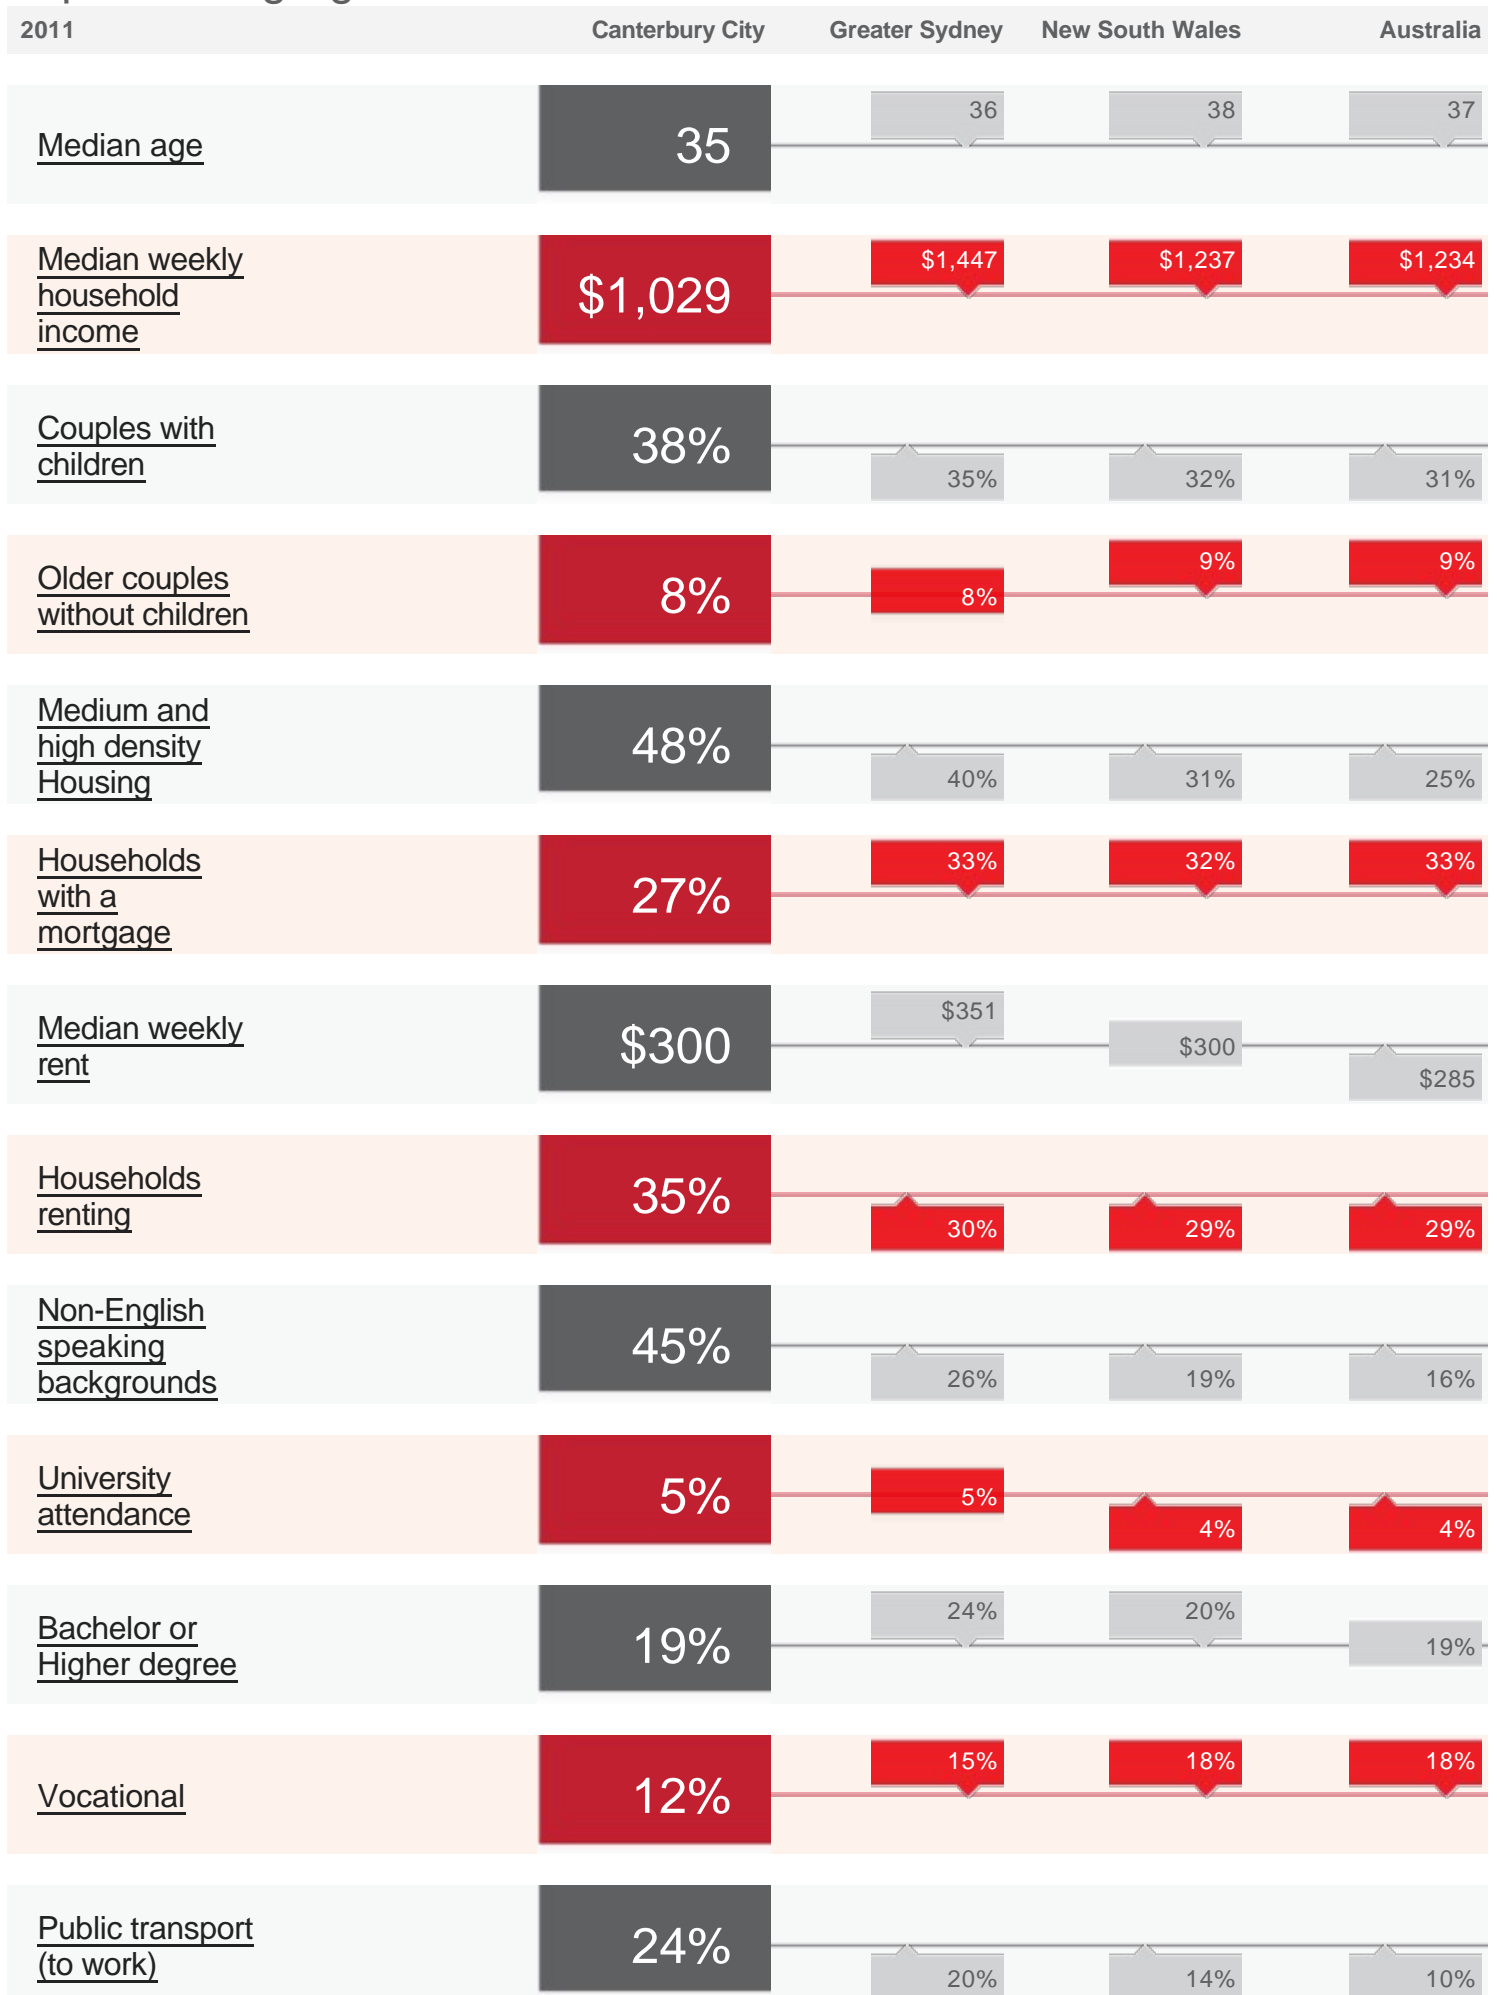 2011 Canterbury City Greater Sydney New South Wales Australia
Median age 35 36 38 37
Median weekly
household
income
$1,029 $1,447 $1,237 $1,234
Couples with
children
38% 35% 32% 31%
Older couples
without children
8% 8% 9% 9%
Medium and
high density
Housing
48% 40% 31% 25%
Households
with a
mortgage
27% 33% 32% 33%
Median weekly
rent
$300 $351 $300 $285
Households
renting
35% 30% 29% 29%
Non-English
speaking
backgrounds
45% 26% 19% 16%
University
attendance
5% 5% 4% 4%
Bachelor or
Higher degree
19% 24% 20% 19%
Vocational 12% 15% 18% 18%
Public transport
(to work)
24% 20% 14% 10%